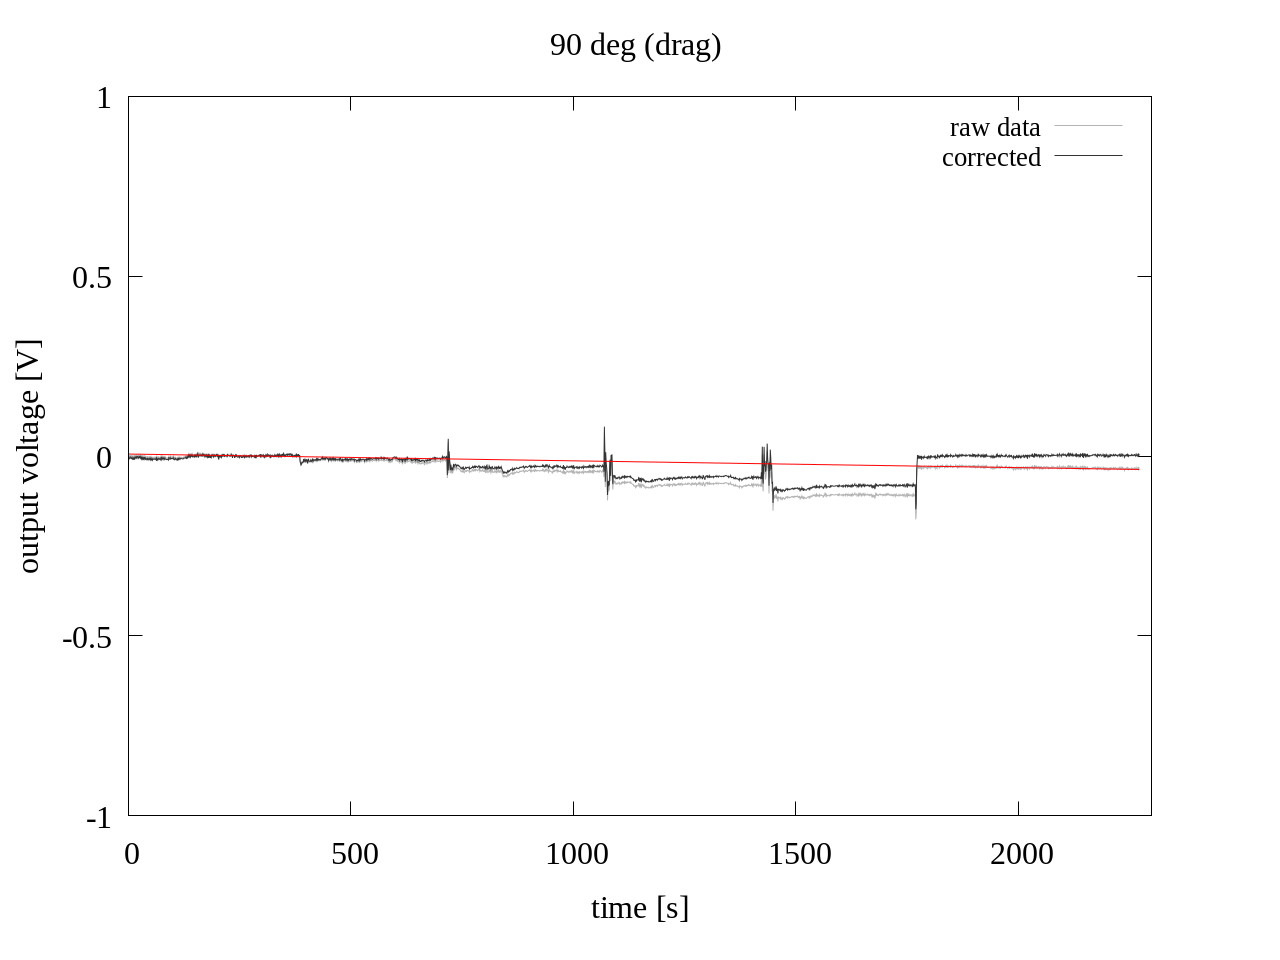 90 deg (drag)
raw data
corrected
1
0.5
0
-0.5
-1
output voltage [V]
0 500 1000 1500 2000
time [s]